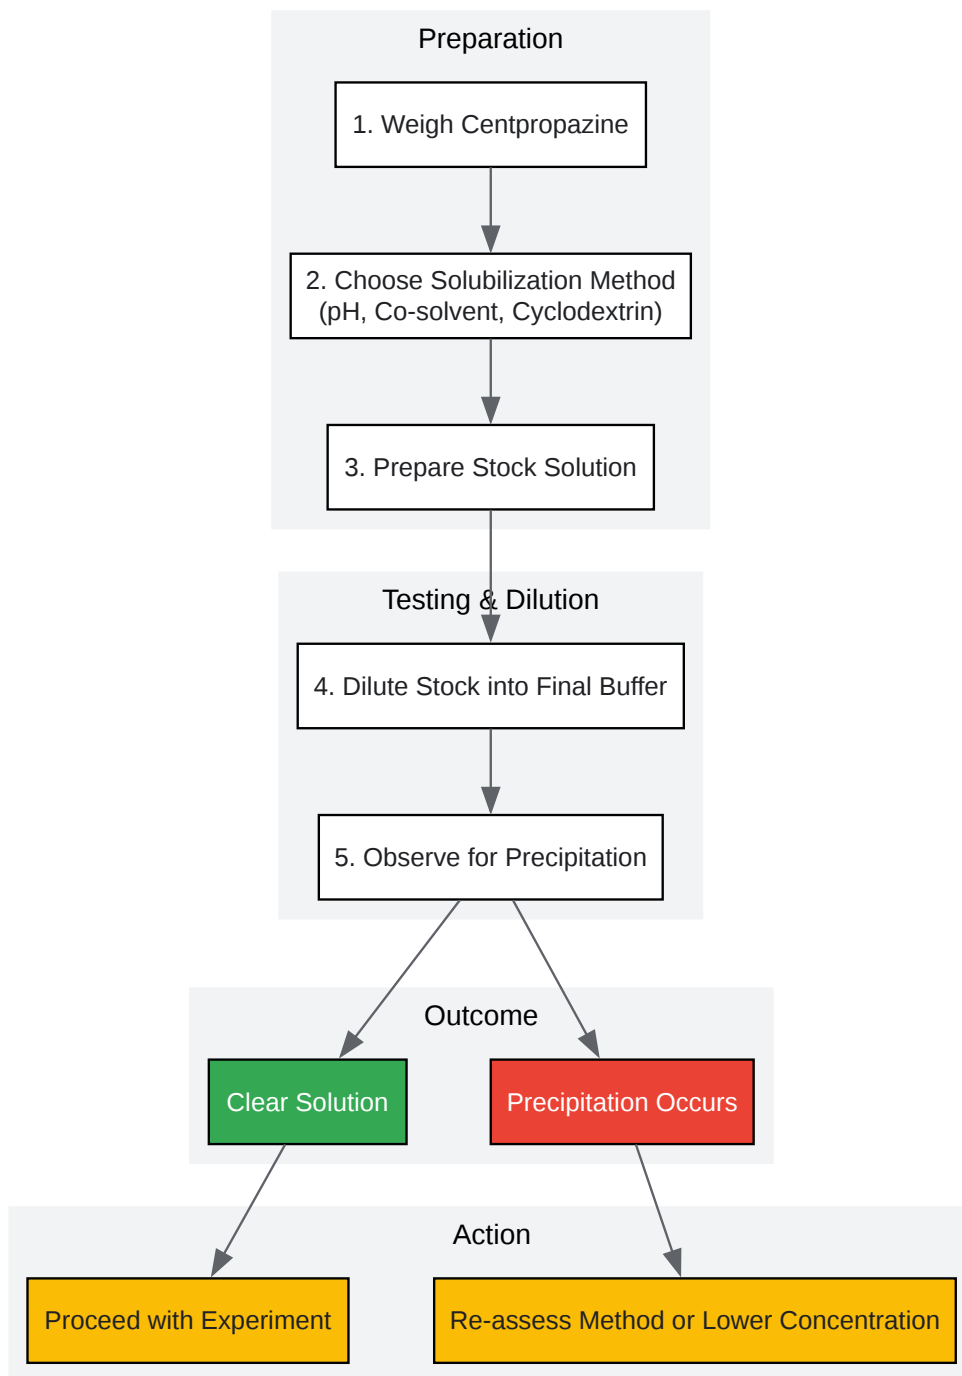 Preparation
1. Weigh Centpropazine
2. Choose Solubilization Method
(pH, Co-solvent, Cyclodextrin)
3. Prepare Stock Solution
Testing & Dilution
4. Dilute Stock into Final Buffer
5. Observe for Precipitation
Outcome
Clear Solution
Precipitation Occurs
Action
Proceed with Experiment
Re-assess Method or Lower Concentration